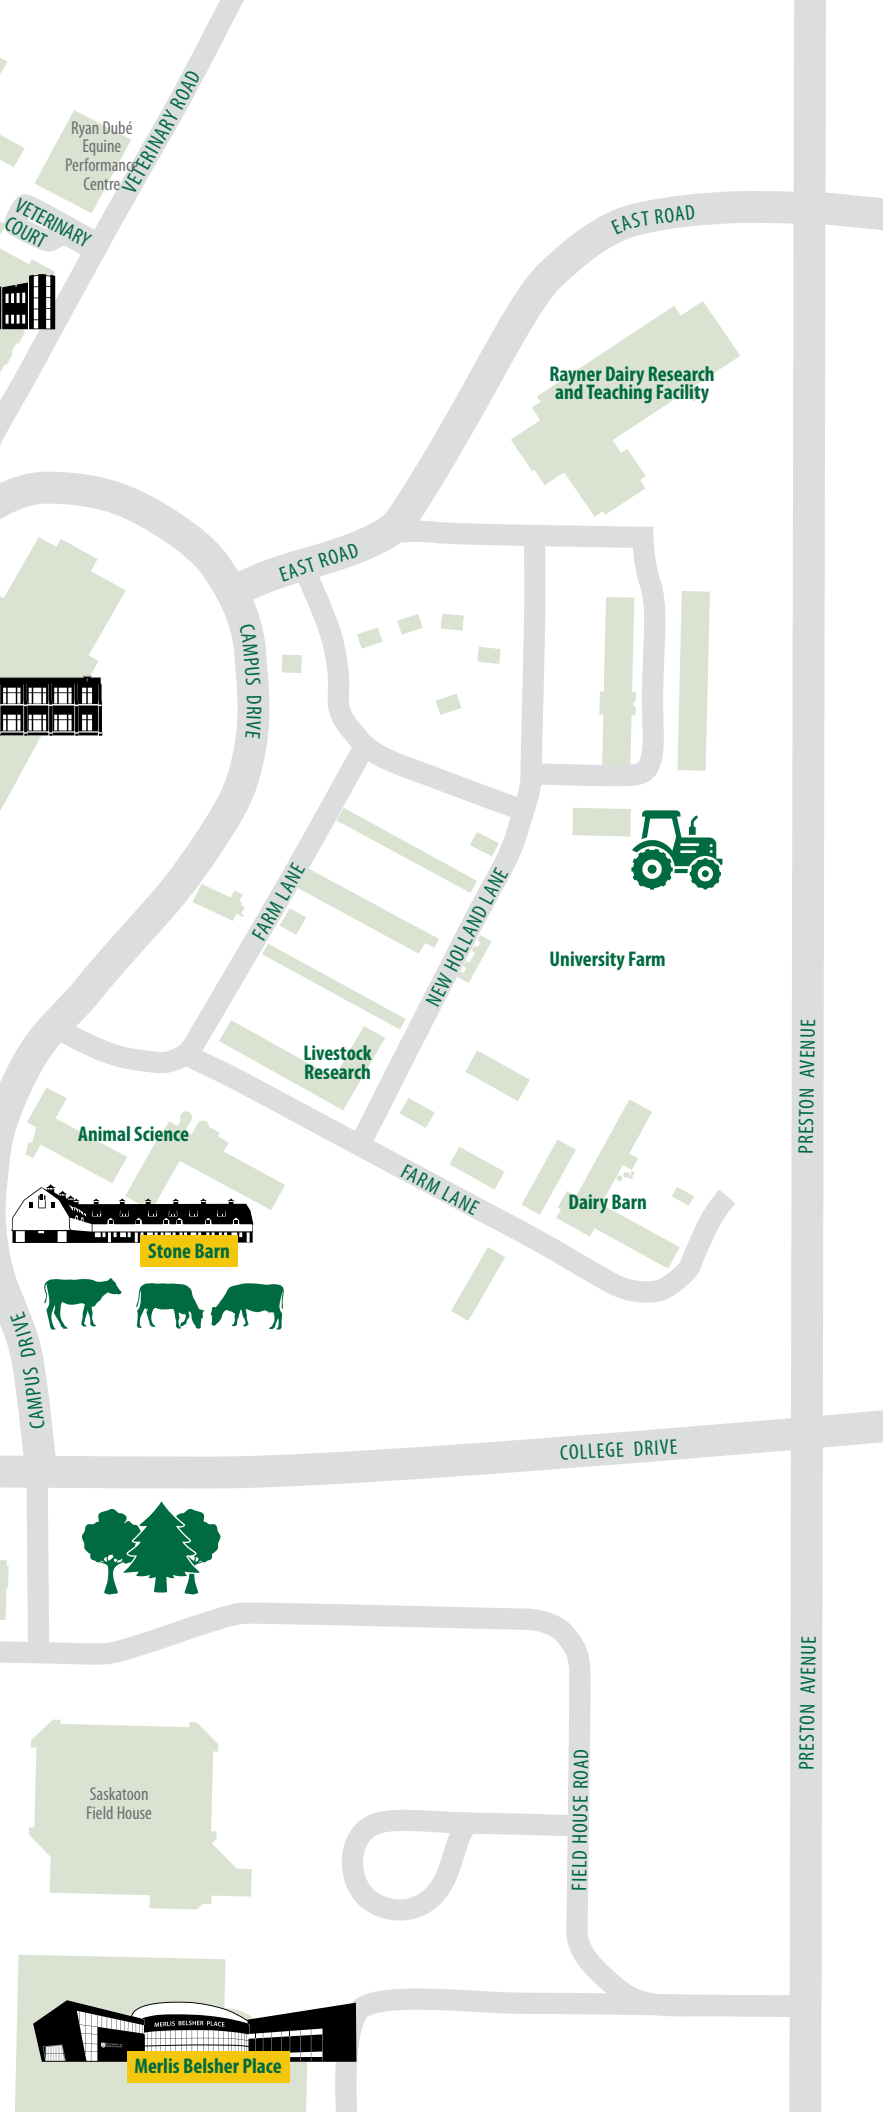 VETERINARY ROAD
Ryan Dubé
Equine
Performance
Centre
VETERINARY
COURT
EAST ROAD
Rayner Dairy Research
and Teaching Facility
EAST ROAD
CAMPUS DRIVE
FARM LANE
NEW HOLLAND LANE
University Farm
PRESTON AVENUE
Livestock
Research
Animal Science
FARM LANE
Dairy Barn
Stone Barn
CAMPUS DRIVE
COLLEGE DRIVE
PRESTON AVENUE
FIELD HOUSE ROAD
Saskatoon
Field House
MERLIS BELSHER PLACE
Merlis Belsher Place